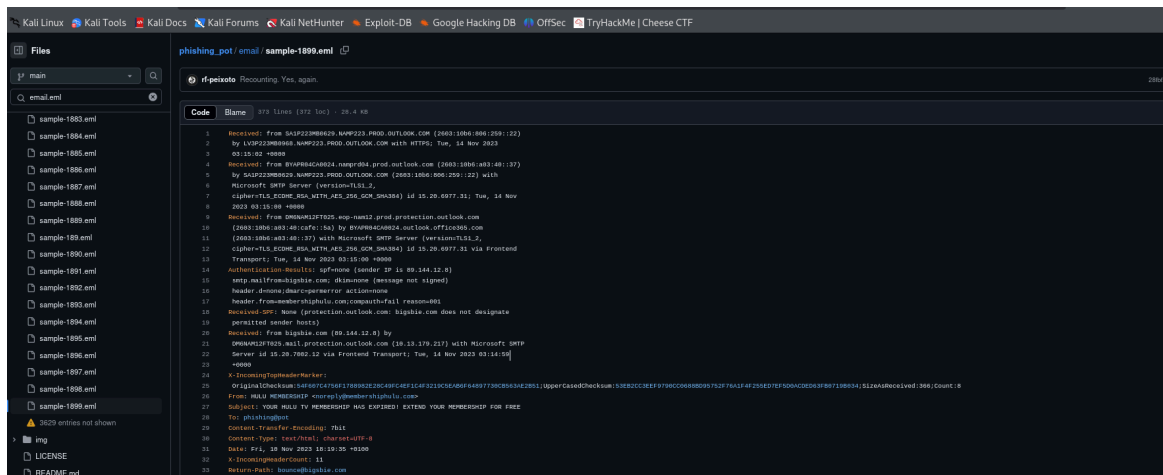 Kali Linux Kali Tools Kali Docs Kali Forums Kali NetHunter Exploit-DB Google Hacking DB OffSec TryHackMe | Cheese CTF
Files
main
email.eml
sample-1883.eml
sample-1884.eml
sample-1885.eml
sample-1886.eml
sample-1887.eml
sample-1888.eml
sample-1889.eml
sample-189.eml
sample-1890.eml
sample-1891.eml
sample-1892.eml
sample-1893.eml
sample-1894.eml
sample-1895.eml
sample-1896.eml
sample-1897.eml
sample-1898.eml
sample-1899.eml
3629 entries not shown
img
LICENSE
README.md
phishing_pot / email / sample-1899.eml
rf-peixoto Recounting. Yes, again.
Code Blame 373 lines (372 loc) · 28.4 KB
1 Received: from SA1P223MB0629.NAMP223.PROD.OUTLOOK.COM (2603:10b6:806:259::22)
2 by LV3P223MB0968.NAMP223.PROD.OUTLOOK.COM with HTTPS; Tue, 14 Nov 2023
3 03:15:02 +0000
4 Received: from BYAPR04CA0024.namprd04.prod.outlook.com (2603:10b6:a03:40::37)
5 by SA1P223MB0629.NAMP223.PROD.OUTLOOK.COM (2603:10b6:806:259::22) with
6 Microsoft SMTP Server (version=TLS1_2,
7 cipher=TLS_ECDHE_RSA_WITH_AES_256_GCM_SHA384) id 15.20.6977.31; Tue, 14 Nov
8 2023 03:15:00 +0000
9 Received: from DM6NAM12FT025.eop-nam12.prod.protection.outlook.com
10 (2603:10b6:a03:40:cafe::5a) by BYAPR04CA0024.outlook.office365.com
11 (2603:10b6:a03:40::37) with Microsoft SMTP Server (version=TLS1_2,
12 cipher=TLS_ECDHE_RSA_WITH_AES_256_GCM_SHA384) id 15.20.6977.31 via Frontend
13 Transport; Tue, 14 Nov 2023 03:15:00 +0000
14 Authentication-Results: spf=none (sender IP is 89.144.12.8)
15 smtp.mailfrom=bigsbie.com; dkim=none (message not signed)
16 header.d=none;dmarc=permerror action=none
17 header.from=membershiphulu.com;compauth=fail reason=001
18 Received-SPF: None (protection.outlook.com: bigsbie.com does not designate
19 permitted sender hosts)
20 Received: from bigsbie.com (89.144.12.8) by
21 DM6NAM12FT025.mail.protection.outlook.com (10.13.179.217) with Microsoft SMTP
22 Server id 15.20.7002.12 via Frontend Transport; Tue, 14 Nov 2023 03:14:59
23 +0000
24 X-IncomingTopHeaderMarker:
25 ;SizeAsReceived:386;Count:8
26 From: HULU MEMBERSHIP <noreply@membershiphulu.com>
27 Subject: YOUR HULU TV MEMBERSHIP HAS EXPIRED! EXTEND YOUR MEMBERSHIP FOR FREE
28 To: phishing@pot
29 Content-Transfer-Encoding: 7bit
30 Content-Type: text/html; charset=UTF-8
31 Date: Fri, 10 Nov 2023 18:19:35 +0100
32 X-IncomingHeaderCount: 11
33 Return-Path: bounce@bigsbie.com